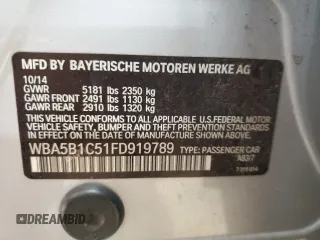 MFD BY BAYERISCHE MOTOREN WERKE AG
10/14
GVWR 5181 lbs 2350 kg
GAWR FRONT 2491 lbs 1130 kg
GAWR REAR 2910 lbs 1320 kg
THIS VEHICLE CONFORMS TO ALL APPLICABLE U.S.FEDERAL MOTOR
VEHICLE SAFETY, BUMPER, AND THEFT PREVENTION STANDARDS
IN EFFECT ON THE DATE OF MANUFACTURE SHOWN ABOVE.
WBA5B1C51FD919789 TYPE: PASSENGER CAR
A83/7
DREAMBID